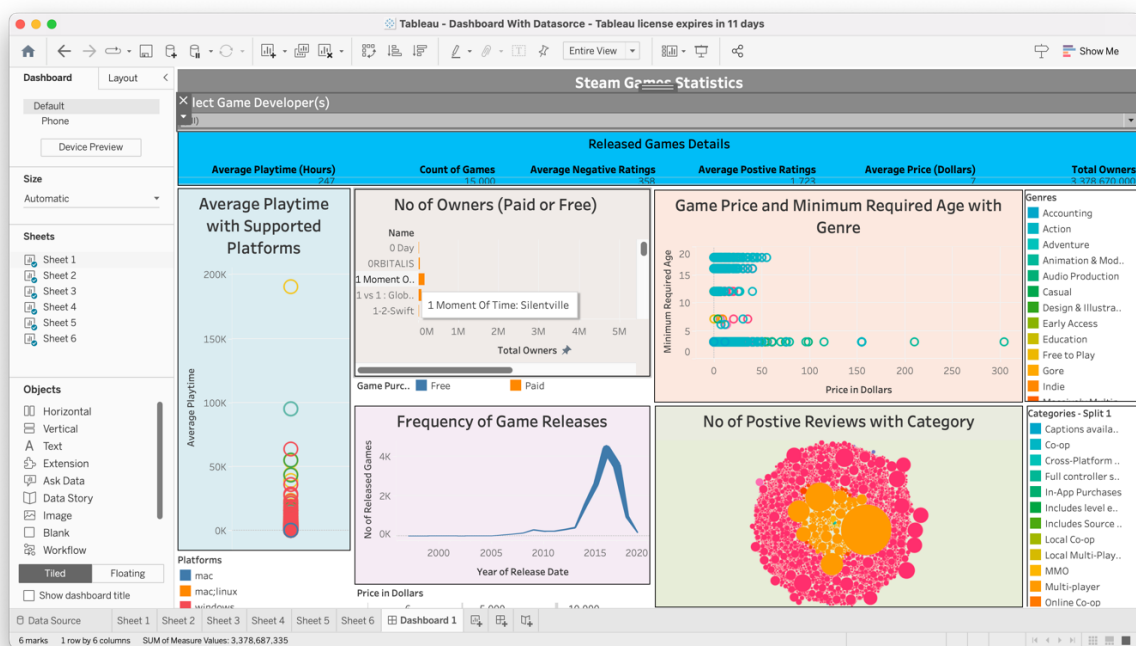 Tableau - Dashboard With Datasorce - Tableau license expires in 11 days
Entire View
Show Me
Dashboard
Layout
Default
Phone
Device Preview
Size
Automatic
Sheets
Sheet 1
Sheet 2
Sheet 3
Sheet 4
Sheet 5
Sheet 6
Objects
Horizontal
Vertical
Text
Extension
Ask Data
Data Story
Image
Blank
Workflow
Tiled
Floating
Show dashboard title
Steam Games Statistics
lect Game Developer(s)
Released Games Details
Average Playtime (Hours) Count of Games Average Negative Ratings Average Postive Ratings Average Price (Dollars) Total Owners
247 15,000 358 1,723 7 3,378,670,000
Average Playtime
with Supported
Platforms
200K
150K
100K
50K
0K
Average Playtime
Platforms
mac
mac;linux
windows
No of Owners (Paid or Free)
Name
0 Day
0RBITALIS
1 Moment O..
1 vs 1 : Glob..
1-2-Swift
1 Moment Of Time: Silentville
0M 1M 2M 3M 4M 5M
Total Owners
Game Purc.. Free Paid
Frequency of Game Releases
No of Released Games
4K
2K
0K
2000 2005 2010 2015 2020
Year of Release Date
Price in Dollars
5,000 10,000
Game Price and Minimum Required Age with
Genre
Minimum Required Age
20
15
10
5
0
0 50 100 150 200 250 300
Price in Dollars
Genres
Accounting
Action
Adventure
Animation & Mod..
Audio Production
Casual
Design & Illustra..
Early Access
Education
Free to Play
Gore
Indie
No of Postive Reviews with Category
Categories - Split 1
Captions availa..
Co-op
Cross-Platform ..
Full controller s..
In-App Purchases
Includes level e..
Includes Source ..
Local Co-op
Local Multi-Play..
MMO
Multi-player
Online Co-op
Data Source
Sheet 1
Sheet 2
Sheet 3
Sheet 4
Sheet 5
Sheet 6
Dashboard 1
6 marks 1 row by 6 columns SUM of Measure Values: 3,378,687,335